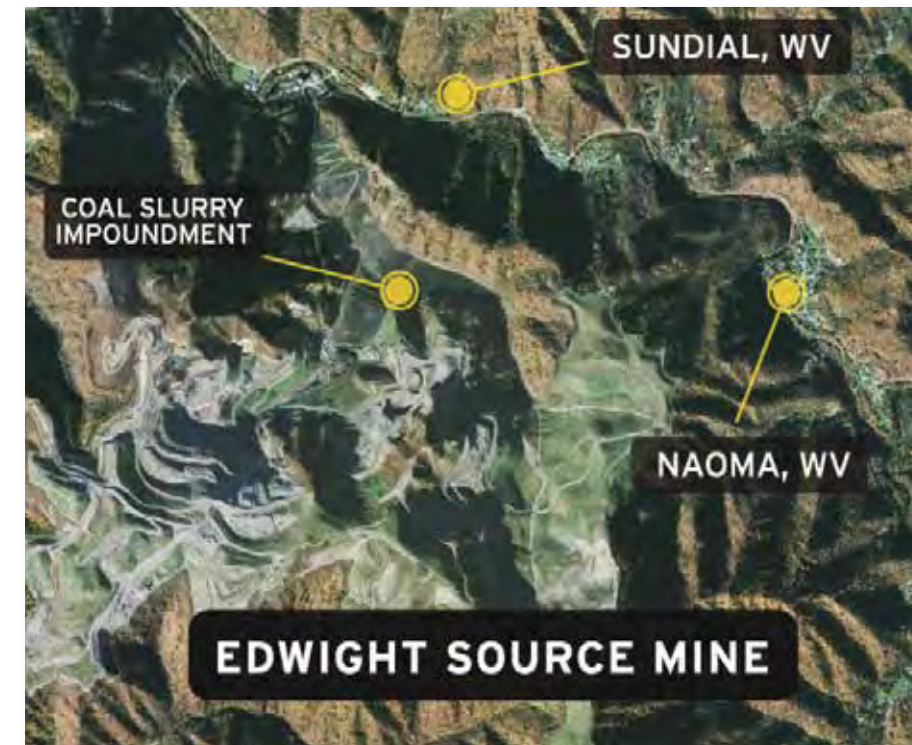 SUNDIAL, WV
COAL SLURRY
IMPOUNDMENT
NAOMA, WV
EDWIGHT SOURCE MINE